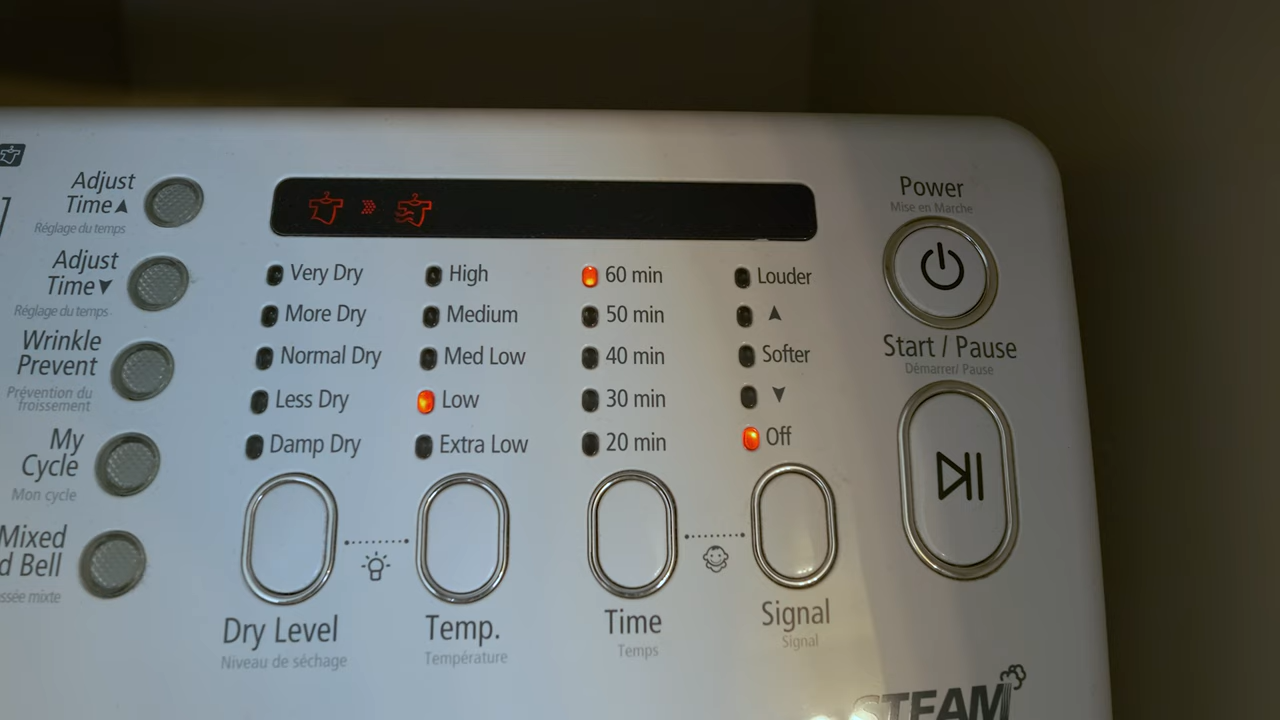 Adjust
Time▲
Réglage du temps
Adjust
Time▼
Réglage du temps
Wrinkle
Prevent
Prévention du
froissement
My
Cycle
Mon cycle
Mixed
d Bell
ssée mixte
Very Dry
More Dry
Normal Dry
Less Dry
Damp Dry
Dry Level
Niveau de séchage
High
Medium
Med Low
Low
Extra Low
Temp.
Température
60 min
50 min
40 min
30 min
20 min
Time
Temps
Louder
▲
Softer
▼
Off
Signal
Signal
Power
Mise en Marche
Start / Pause
Démarrer/ Pause
STEAM